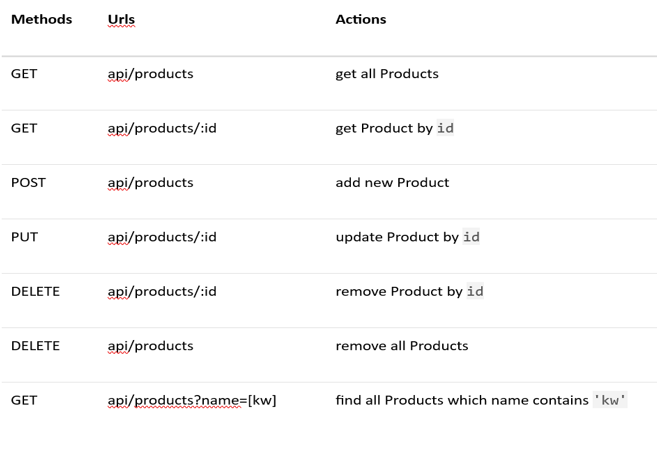 Methods Urls Actions
GET api/products get all Products
GET api/products/:id get Product by id
POST api/products add new Product
PUT api/products/:id update Product by id
DELETE api/products/:id remove Product by id
DELETE api/products remove all Products
GET api/products?name=[kw] find all Products which name contains 'kw'